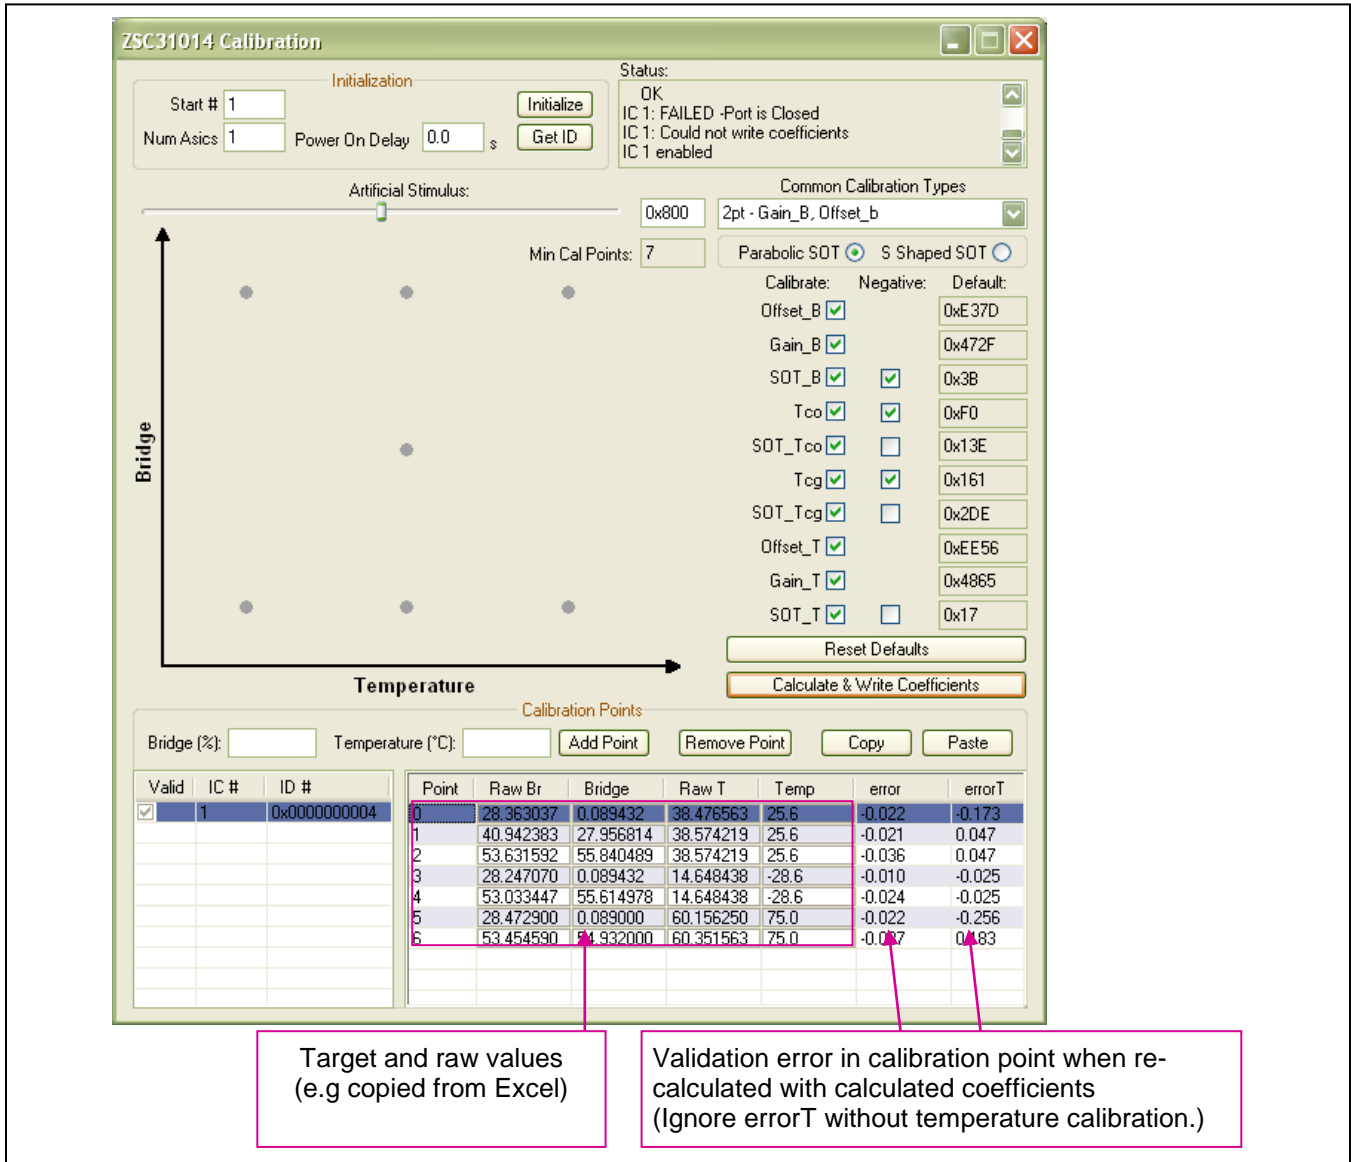 ZSC31014 Calibration
Initialization
Start # 1
Initialize
Num Asics 1 Power On Delay 0.0 s
Get ID
Status:
OK
IC 1: FAILED -Port is Closed
IC 1: Could not write coefficients
IC 1 enabled
Artificial Stimulus:
0x800
Common Calibration Types
2pt - Gain_B, Offset_b
Min Cal Points: 7
Parabolic SOT S Shaped SOT
Calibrate: Negative: Default:
Offset_B 0xE37D
Gain_B 0x472F
SOT_B 0x3B
Tco 0xF0
SOT_Tco 0x13E
Tcg 0x161
SOT_Tcg 0x2DE
Offset_T 0xEE56
Gain_T 0x4865
SOT_T 0x17
Bridge
Temperature
Reset Defaults
Calculate & Write Coefficients
Calibration Points
Bridge (%): Temperature (°C): Add Point Remove Point Copy Paste
Valid IC # ID #
1 0x0000000004
Point Raw Br Bridge Raw T Temp error errorT
0 28.363037 0.089432 38.476563 25.6 -0.022 -0.173
1 40.942383 27.956814 38.574219 25.6 -0.021 0.047
2 53.631592 55.840489 38.574219 25.6 -0.036 0.047
3 28.247070 0.089432 14.648438 -28.6 -0.010 -0.025
4 53.033447 55.614978 14.648438 -28.6 -0.024 -0.025
5 28.472900 0.089000 60.156250 75.0 -0.022 -0.256
6 53.454590 54.932000 60.351563 75.0
Target and raw values
(e.g copied from Excel)
Validation error in calibration point when re-
calculated with calculated coefficients
(Ignore errorT without temperature calibration.)